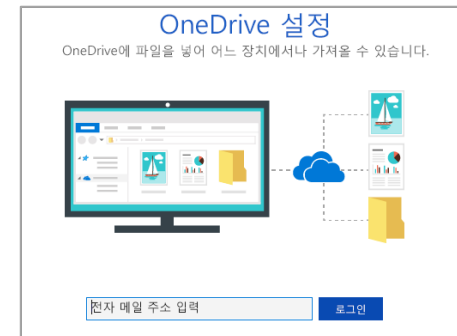 OneDrive 설정
OneDrive에 파일을 넣어 어느 장치에서나 가져올 수 있습니다.
전자 메일 주소 입력
로그인